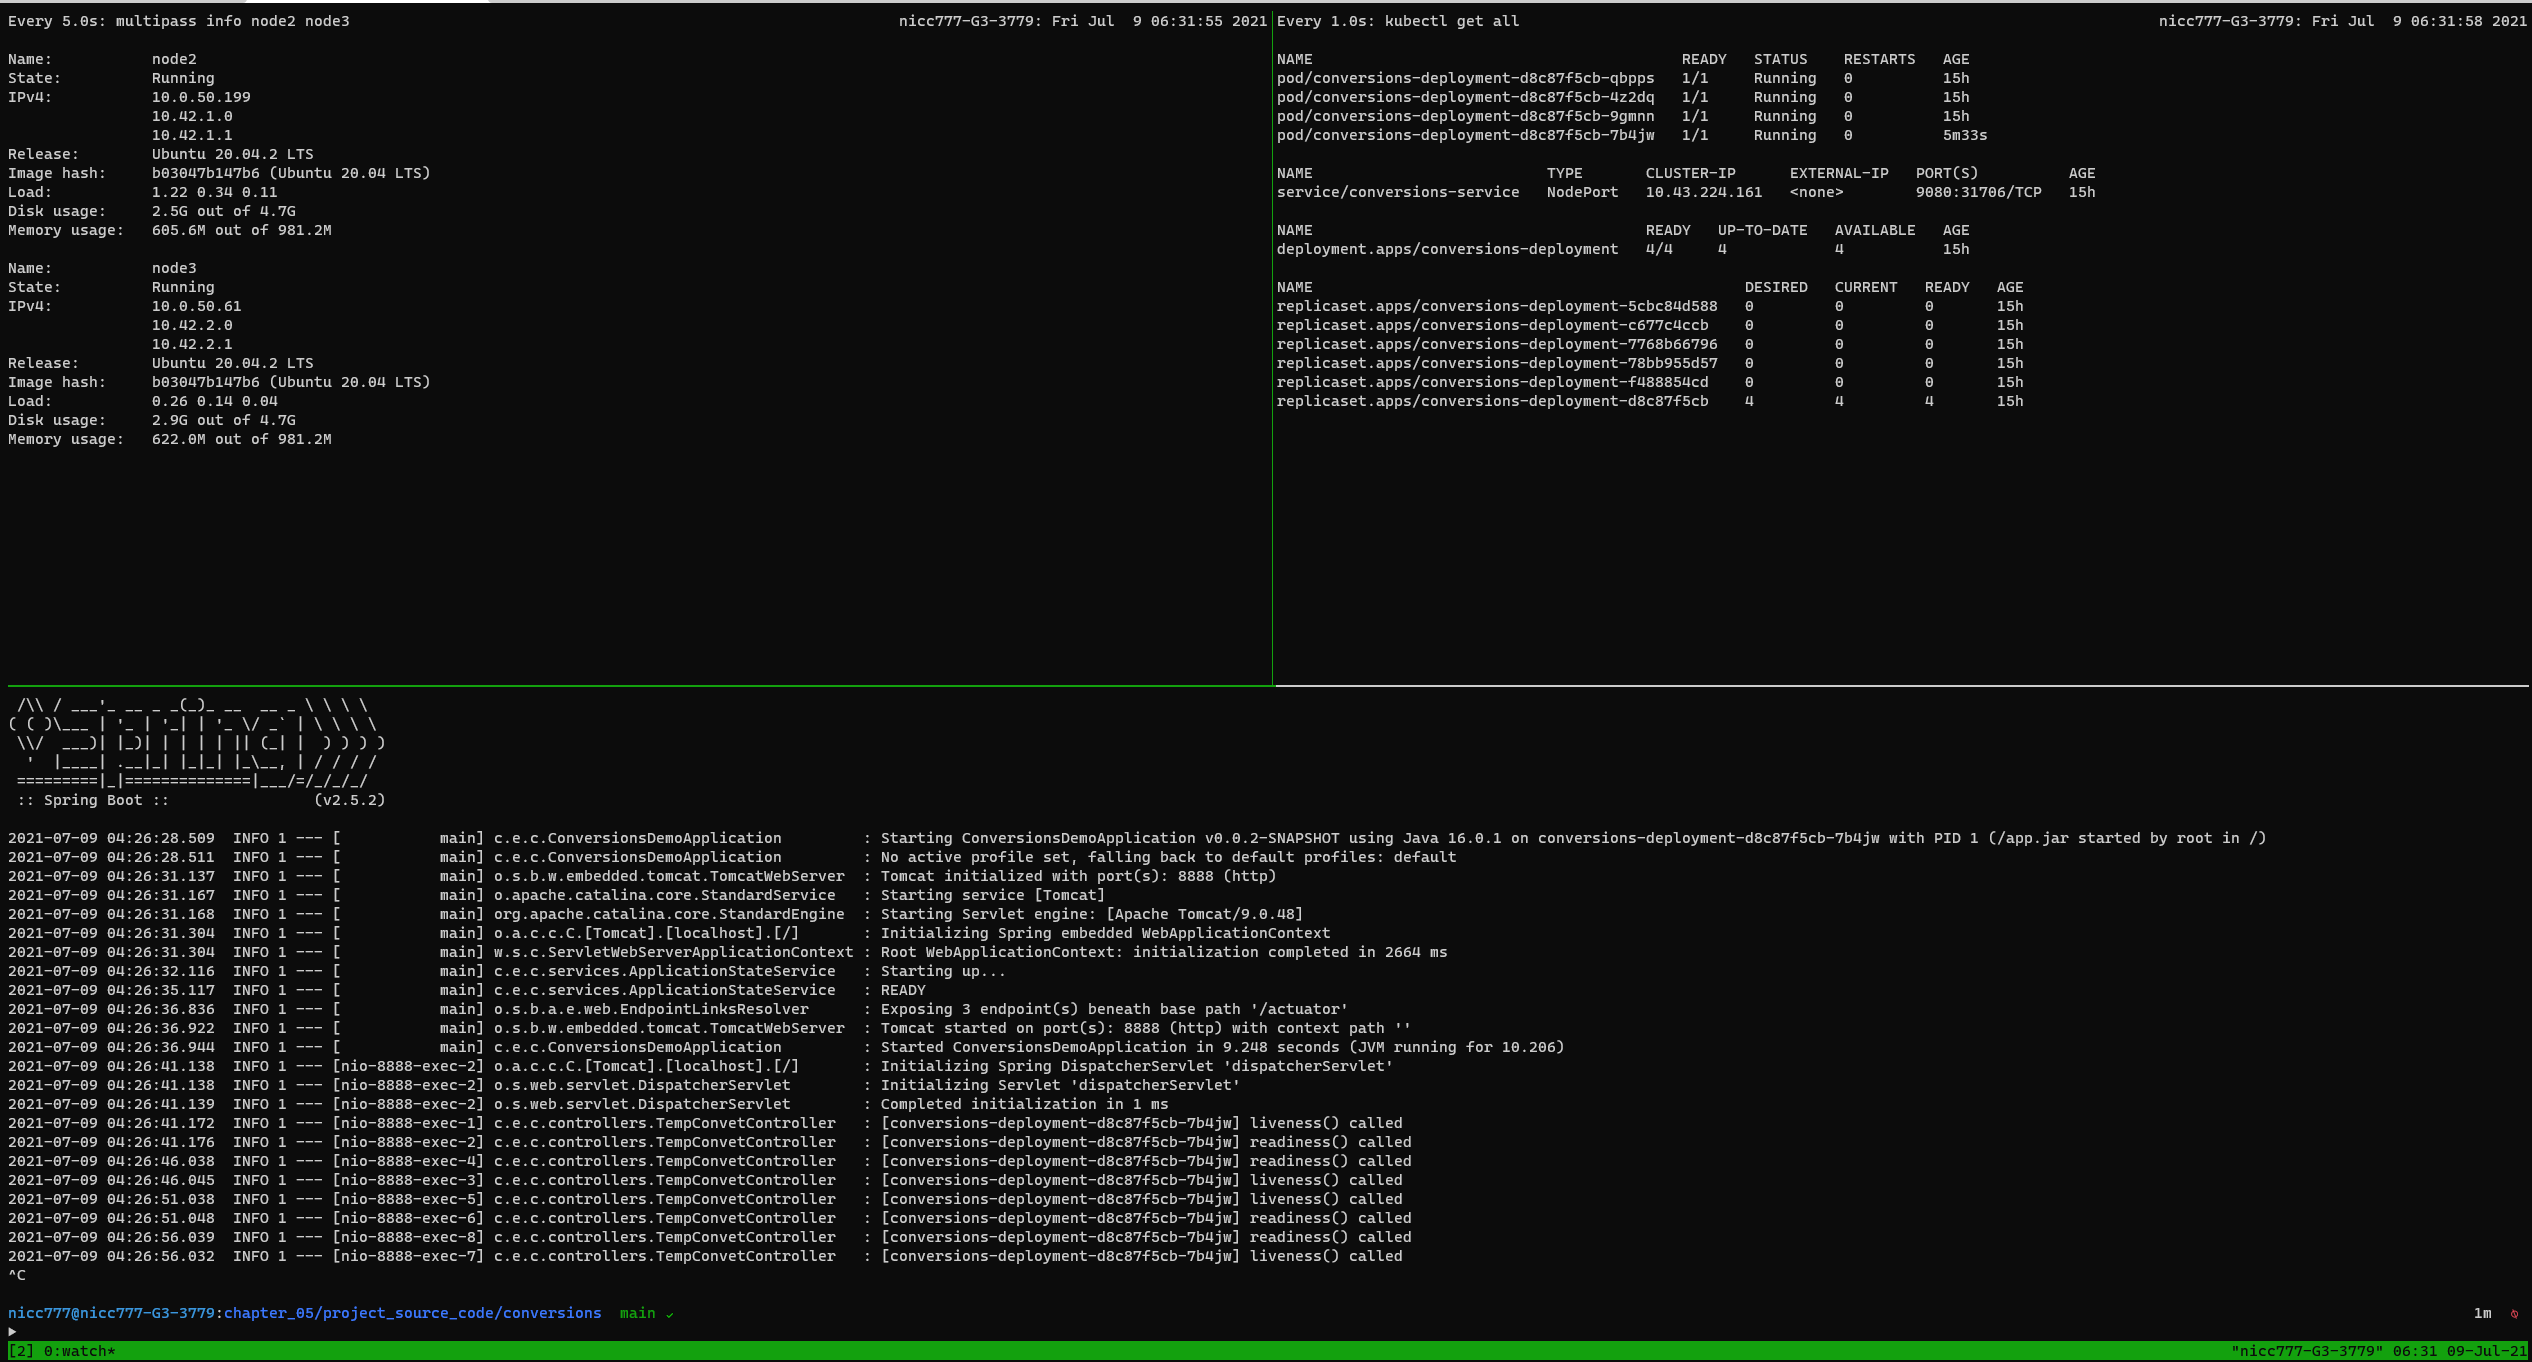 Every 5.0s: multipass info node2 node3                                                             nicc777-G3-3779: Fri Jul  9 06:31:55 2021

Name:           node2
State:          Running
IPv4:           10.0.50.199
                10.42.1.0
                10.42.1.1
Release:        Ubuntu 20.04.2 LTS
Image hash:     b03047b147b6 (Ubuntu 20.04 LTS)
Load:           1.22 0.34 0.11
Disk usage:     2.5G out of 4.7G
Memory usage:   605.6M out of 981.2M

Name:           node3
State:          Running
IPv4:           10.0.50.61
                10.42.2.0
                10.42.2.1
Release:        Ubuntu 20.04.2 LTS
Image hash:     b03047b147b6 (Ubuntu 20.04 LTS)
Load:           0.26 0.14 0.04
Disk usage:     2.9G out of 4.7G
Memory usage:   622.0M out of 981.2M

Every 1.0s: kubectl get all                                                                       nicc777-G3-3779: Fri Jul  9 06:31:58 2021

NAME                                         READY   STATUS    RESTARTS   AGE
pod/conversions-deployment-d8c87f5cb-qbpps   1/1     Running   0          15h
pod/conversions-deployment-d8c87f5cb-4z2dq   1/1     Running   0          15h
pod/conversions-deployment-d8c87f5cb-9gmnn   1/1     Running   0          15h
pod/conversions-deployment-d8c87f5cb-7b4jw   1/1     Running   0          5m33s

NAME                          TYPE       CLUSTER-IP      EXTERNAL-IP   PORT(S)          AGE
service/conversions-service   NodePort   10.43.224.161   <none>        9080:31706/TCP   15h

NAME                                     READY   UP-TO-DATE   AVAILABLE   AGE
deployment.apps/conversions-deployment   4/4     4            4           15h

NAME                                                DESIRED   CURRENT   READY   AGE
replicaset.apps/conversions-deployment-5cbc84d588   0         0         0       15h
replicaset.apps/conversions-deployment-c677c4ccb    0         0         0       15h
replicaset.apps/conversions-deployment-7768b66796   0         0         0       15h
replicaset.apps/conversions-deployment-78bb955d57   0         0         0       15h
replicaset.apps/conversions-deployment-f488854cd    0         0         0       15h
replicaset.apps/conversions-deployment-d8c87f5cb    4         4         4       15h

 /\\ / ___'_ __ _ _(_)_ __  __ _ \ \ \ \
( ( )\___ | '_ | '_| | '_ \/ _` | \ \ \ \
 \\/  ___)| |_)| | | | | || (_| |  ) ) ) )
  '  |____| .__|_| |_|_| |_\__, | / / / /
 =========|_|==============|___/=/_/_/_/
 :: Spring Boot ::                (v2.5.2)

2021-07-09 04:26:28.509  INFO 1 --- [           main] c.e.c.ConversionsDemoApplication         : Starting ConversionsDemoApplication v0.0.2-SNAPSHOT using Java 16.0.1 on conversions-deployment-d8c87f5cb-7b4jw with PID 1 (/app.jar started by root in /)
2021-07-09 04:26:28.511  INFO 1 --- [           main] c.e.c.ConversionsDemoApplication         : No active profile set, falling back to default profiles: default
2021-07-09 04:26:31.137  INFO 1 --- [           main] o.s.b.w.embedded.tomcat.TomcatWebServer  : Tomcat initialized with port(s): 8888 (http)
2021-07-09 04:26:31.167  INFO 1 --- [           main] o.apache.catalina.core.StandardService   : Starting service [Tomcat]
2021-07-09 04:26:31.168  INFO 1 --- [           main] org.apache.catalina.core.StandardEngine  : Starting Servlet engine: [Apache Tomcat/9.0.48]
2021-07-09 04:26:31.304  INFO 1 --- [           main] o.a.c.c.C.[Tomcat].[localhost].[/]       : Initializing Spring embedded WebApplicationContext
2021-07-09 04:26:31.304  INFO 1 --- [           main] w.s.c.ServletWebServerApplicationContext : Root WebApplicationContext: initialization completed in 2664 ms
2021-07-09 04:26:32.116  INFO 1 --- [           main] c.e.c.services.ApplicationStateService   : Starting up...
2021-07-09 04:26:35.117  INFO 1 --- [           main] c.e.c.services.ApplicationStateService   : READY
2021-07-09 04:26:36.836  INFO 1 --- [           main] o.s.b.a.e.web.EndpointLinksResolver      : Exposing 3 endpoint(s) beneath base path '/actuator'
2021-07-09 04:26:36.922  INFO 1 --- [           main] o.s.b.w.embedded.tomcat.TomcatWebServer  : Tomcat started on port(s): 8888 (http) with context path ''
2021-07-09 04:26:36.944  INFO 1 --- [           main] c.e.c.ConversionsDemoApplication         : Started ConversionsDemoApplication in 9.248 seconds (JVM running for 10.206)
2021-07-09 04:26:41.138  INFO 1 --- [nio-8888-exec-2] o.a.c.c.C.[Tomcat].[localhost].[/]       : Initializing Spring DispatcherServlet 'dispatcherServlet'
2021-07-09 04:26:41.138  INFO 1 --- [nio-8888-exec-2] o.s.web.servlet.DispatcherServlet        : Initializing Servlet 'dispatcherServlet'
2021-07-09 04:26:41.139  INFO 1 --- [nio-8888-exec-2] o.s.web.servlet.DispatcherServlet        : Completed initialization in 1 ms
2021-07-09 04:26:41.172  INFO 1 --- [nio-8888-exec-1] c.e.c.controllers.TempConvetController   : [conversions-deployment-d8c87f5cb-7b4jw] liveness() called
2021-07-09 04:26:41.176  INFO 1 --- [nio-8888-exec-2] c.e.c.controllers.TempConvetController   : [conversions-deployment-d8c87f5cb-7b4jw] readiness() called
2021-07-09 04:26:46.038  INFO 1 --- [nio-8888-exec-4] c.e.c.controllers.TempConvetController   : [conversions-deployment-d8c87f5cb-7b4jw] readiness() called
2021-07-09 04:26:46.045  INFO 1 --- [nio-8888-exec-3] c.e.c.controllers.TempConvetController   : [conversions-deployment-d8c87f5cb-7b4jw] liveness() called
2021-07-09 04:26:51.038  INFO 1 --- [nio-8888-exec-5] c.e.c.controllers.TempConvetController   : [conversions-deployment-d8c87f5cb-7b4jw] liveness() called
2021-07-09 04:26:51.048  INFO 1 --- [nio-8888-exec-6] c.e.c.controllers.TempConvetController   : [conversions-deployment-d8c87f5cb-7b4jw] readiness() called
2021-07-09 04:26:56.039  INFO 1 --- [nio-8888-exec-8] c.e.c.controllers.TempConvetController   : [conversions-deployment-d8c87f5cb-7b4jw] readiness() called
2021-07-09 04:26:56.032  INFO 1 --- [nio-8888-exec-7] c.e.c.controllers.TempConvetController   : [conversions-deployment-d8c87f5cb-7b4jw] liveness() called
^C

nicc777@nicc777-G3-3779:chapter_05/project_source_code/conversions  main ✓  1m
▶
[2] 0:watch*  "nicc777-G3-3779" 06:31 09-Jul-21